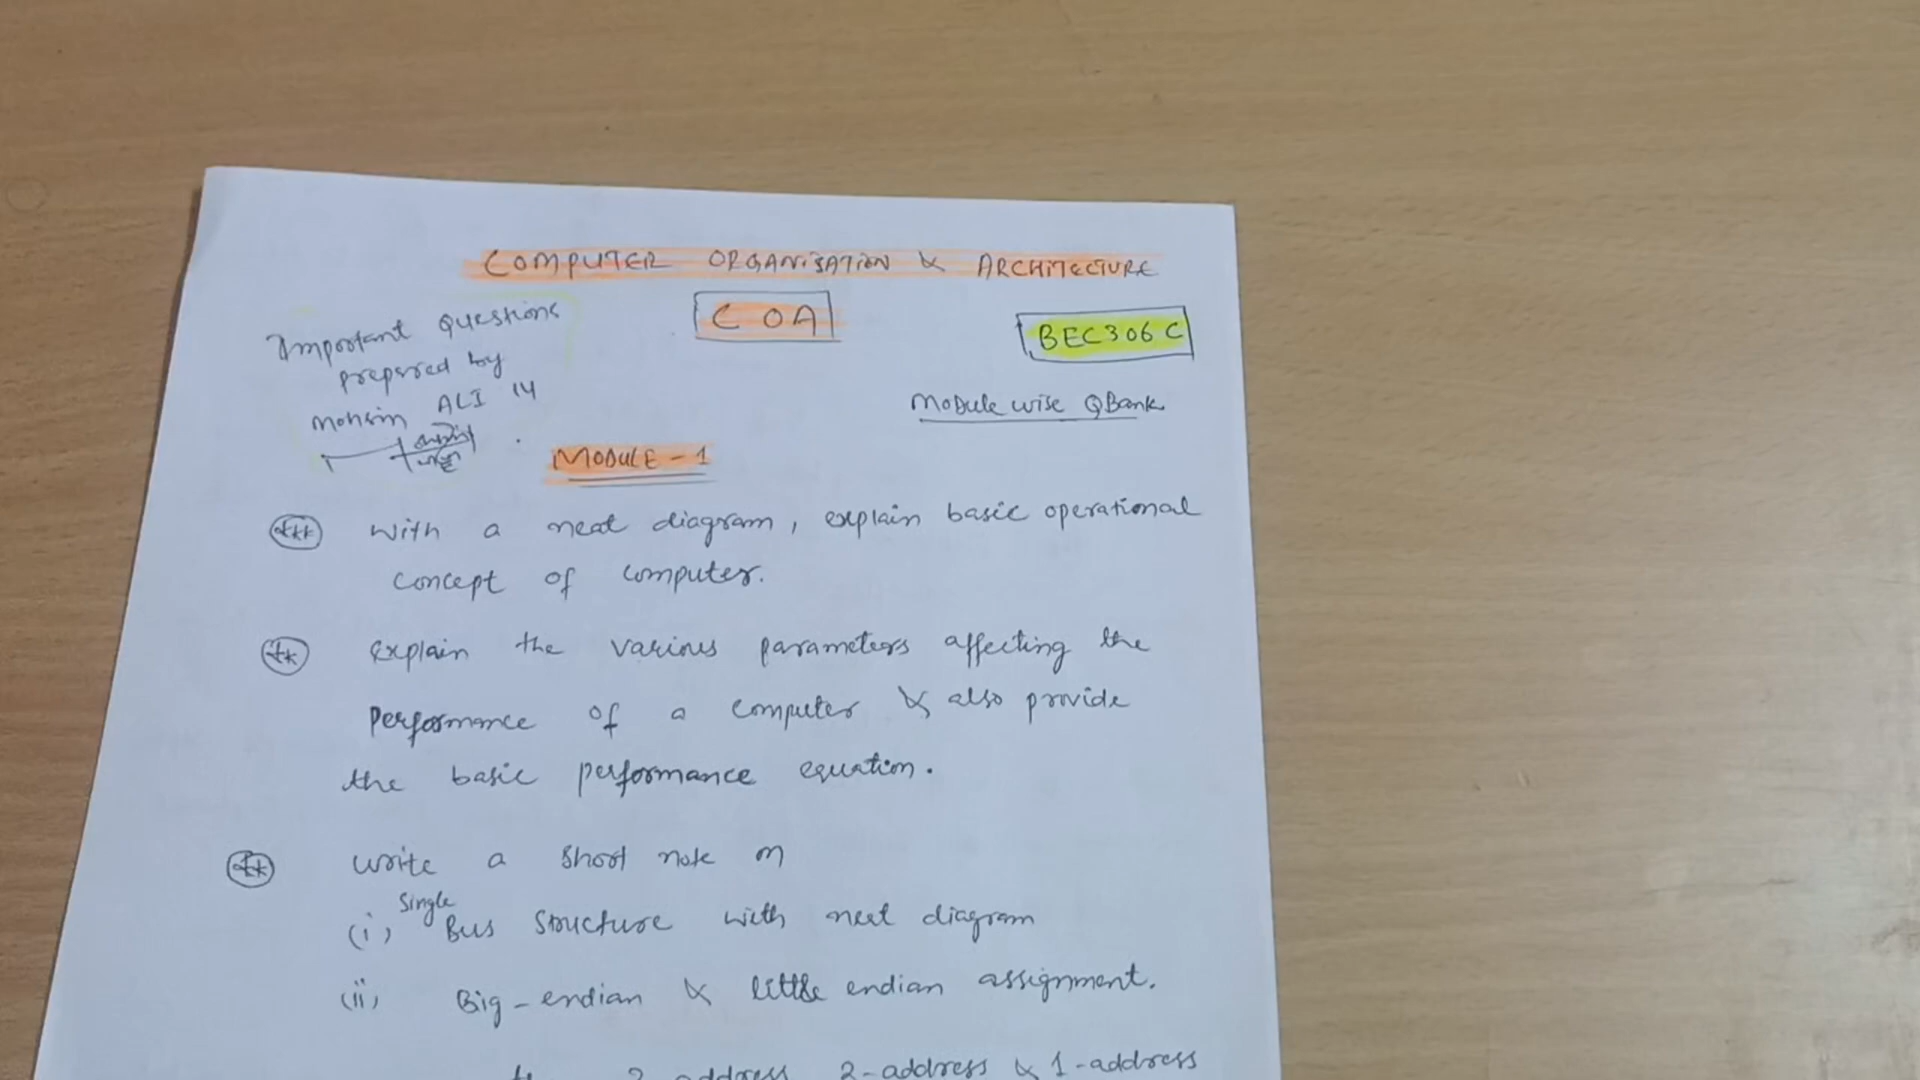 COMPUTER ORGANISATION & ARCHITECTURE
COA
BEC306C
Important Questions
prepared by
Mohsin ALI 14
Module wise QBank
MODULE - 1
*** With a neat diagram, explain basic operational
concept of computer.
** Explain the various parameters affecting the
performance of a computer & also provide
the basic performance equation.
** Write a short note on
(i) Single Bus structure with neat diagram
(ii) Big-endian & little endian assignment.
address 2-address & 1-address